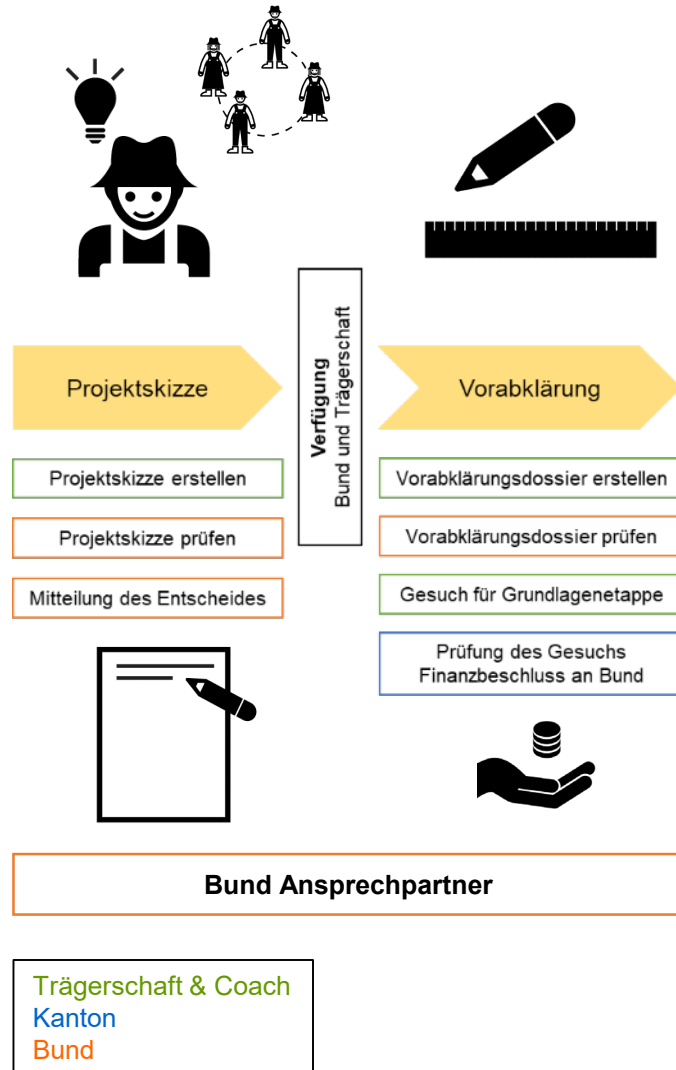 Projektskizze
Projektskizze erstellen
Projektskizze prüfen
Mitteilung des Entscheides
Verfügung
Bund und Trägerschaft
Vorabklärung
Vorabklärungsdossier erstellen
Vorabklärungsdossier prüfen
Gesuch für Grundlagenetappe
Prüfung des Gesuchs
Finanzbeschluss an Bund
Bund Ansprechpartner
Trägerschaft & Coach
Kanton
Bund